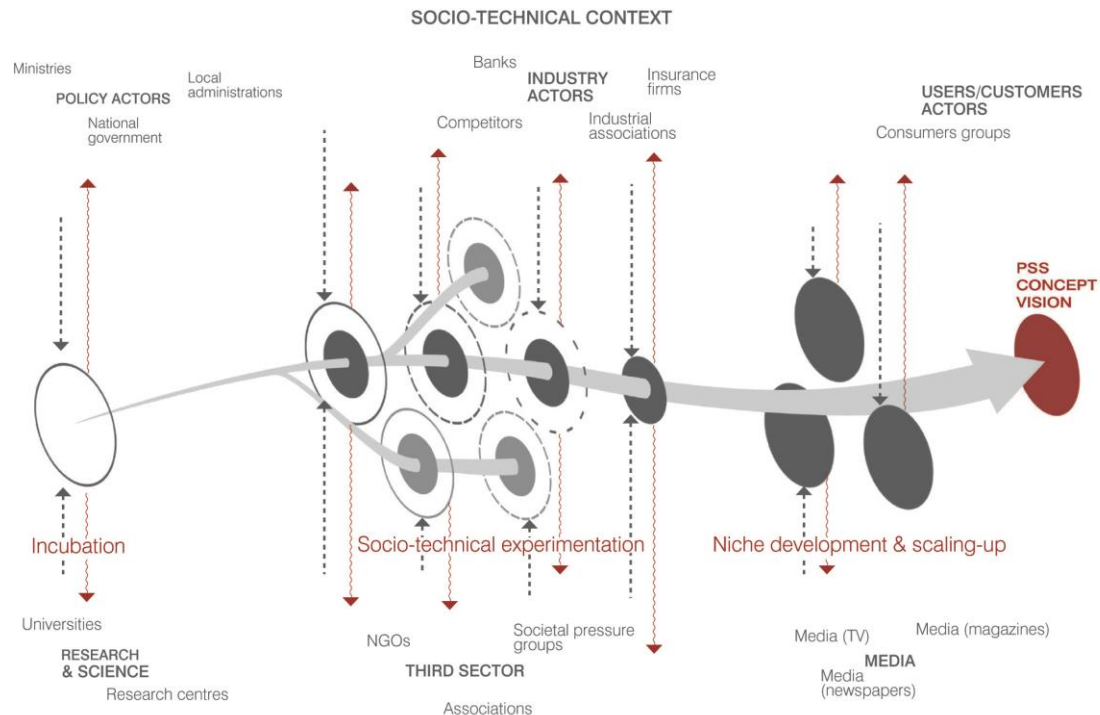 SOCIO-TECHNICAL CONTEXT
Ministries
POLICY ACTORS
Local
administrations
National
government
Banks
INDUSTRY
ACTORS
Insurance
firms
Competitors
Industrial
associations
USERS/CUSTOMERS
ACTORS
Consumers groups
PSS
CONCEPT
VISION
Incubation
Socio-technical experimentation
Niche development & scaling-up
Universities
RESEARCH
& SCIENCE
Research centres
NGOs
Societal pressure
groups
THIRD SECTOR
Associations
Media (TV)
Media (magazines)
MEDIA
Media
(newspapers)